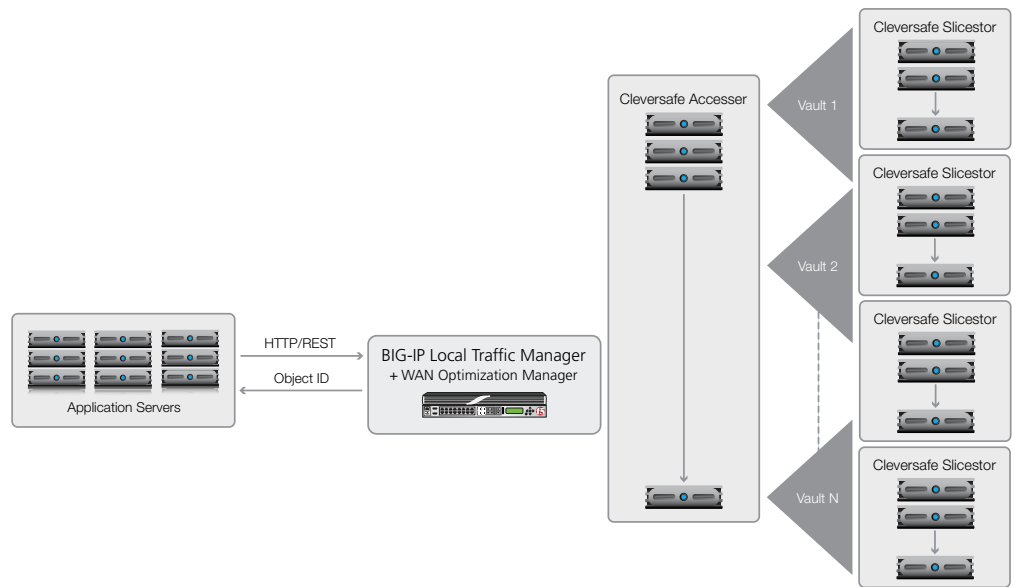 Application Servers
HTTP/REST
Object ID
BIG-IP Local Traffic Manager
+ WAN Optimization Manager
Cleversafe Accesser
Vault 1
Vault 2
Vault N
Cleversafe Slicestor
Cleversafe Slicestor
Cleversafe Slicestor
Cleversafe Slicestor